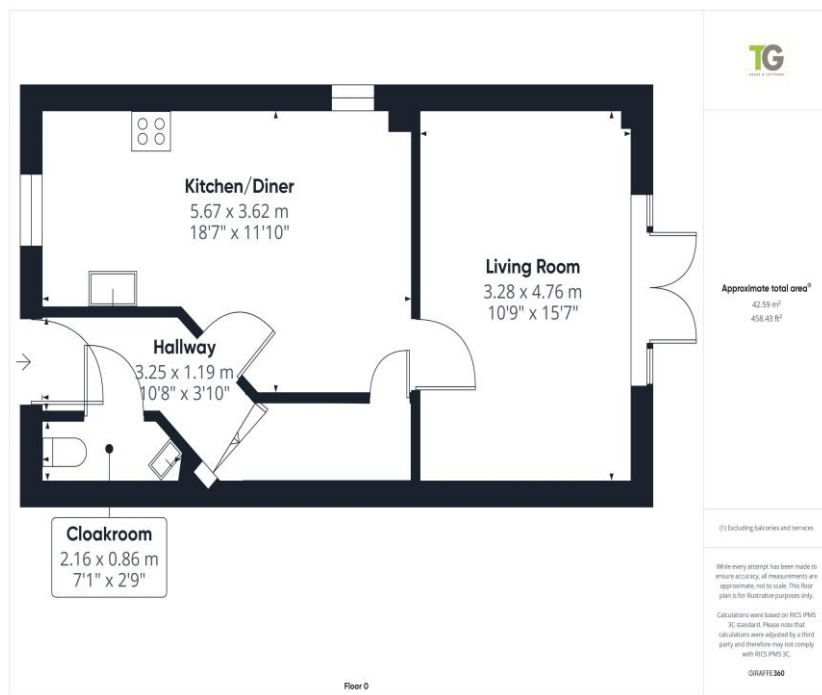 Kitchen/Diner
5.67 x 3.62 m
18'7" x 11'10"
Living Room
3.28 x 4.76 m
10'9" x 15'7"
Hallway
3.25 x 1.19 m
10'8" x 3'10"
Cloakroom
2.16 x 0.86 m
7'1" x 2'9"
Floor 0
TG
SALES & LETTINGS
Approximate total area⁽¹⁾
42.59 m²
458.43 ft²
(1) Excluding balconies and terraces
While every attempt has been made to
ensure accuracy, all measurements are
approximate, not to scale. This floor
plan is for illustrative purposes only.
Calculations were based on RICS IPMS
3C standard. Please note that
calculations were adjusted by a third
party and therefore may not comply
with RICS IPMS 3C.
GIRAFFE360